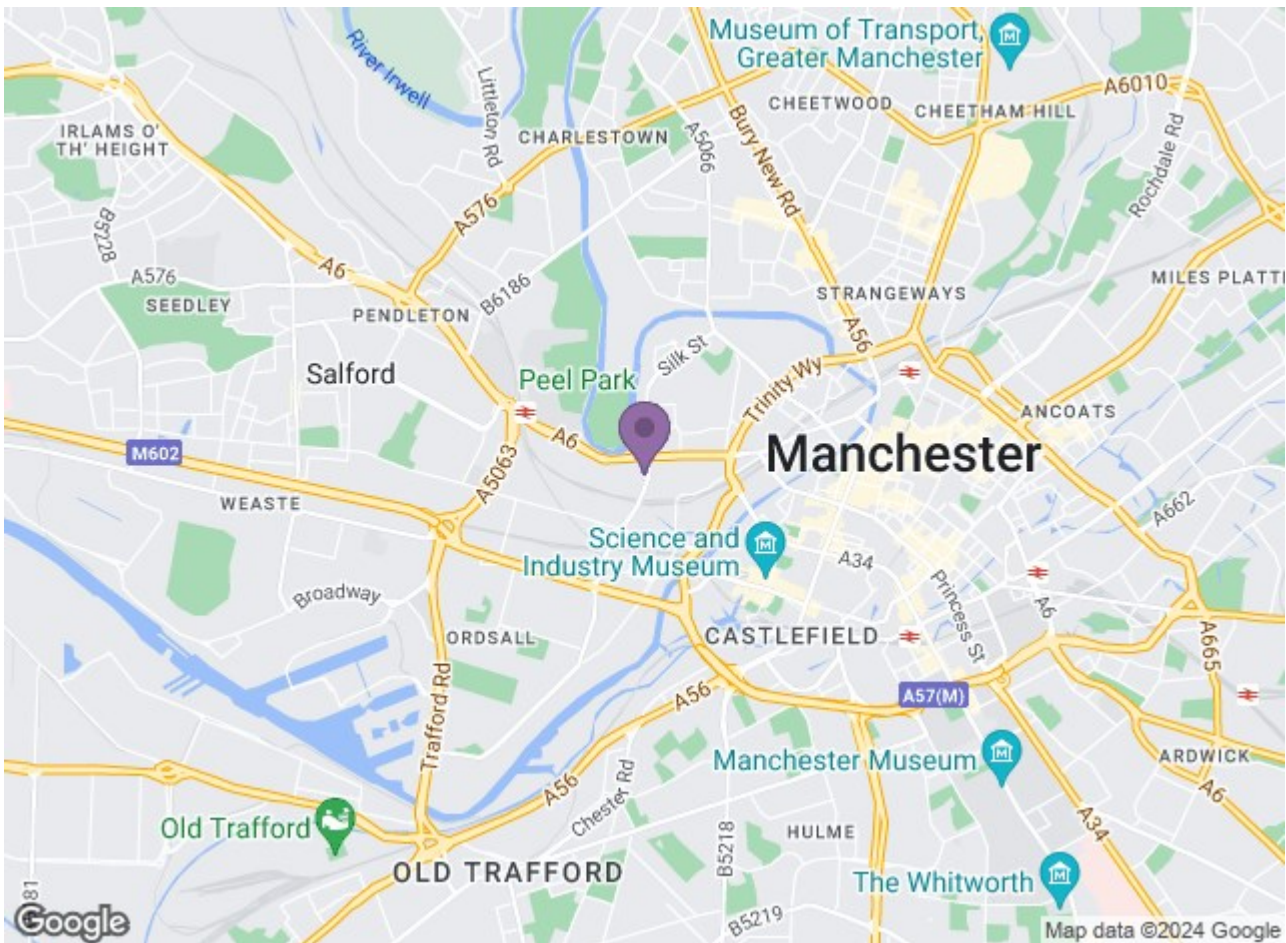 Museum of Transport,
Greater Manchester
River Irwell
Littleton Rd
A5066
Bury New Rd
CHEETWOOD
A6010
CHEETHAM HILL
Rochdale Rd
IRLAMS O'
TH' HEIGHT
CHARLESTOWN
B5228
A576
A6
A576
SEEDLEY
PENDLETON
B6186
STRANGEWAYS
MILES PLATTI
A56
Salford
Peel Park
Silk St
Trinity Wy
ANCOATS
M602
A6
A5063
Manchester
WEASTE
A662
Science and
Industry Museum
A34
Princess St
A6
Broadway
ORDSALL
CASTLEFIELD
A665
Trafford Rd
A56
A57(M)
Manchester Museum
ARDWICK
A56
Chester Rd
A6
Old Trafford
B5218
HULME
A34
OLD TRAFFORD
The Whitworth
081
B5219
Google
Map data ©2024 Google